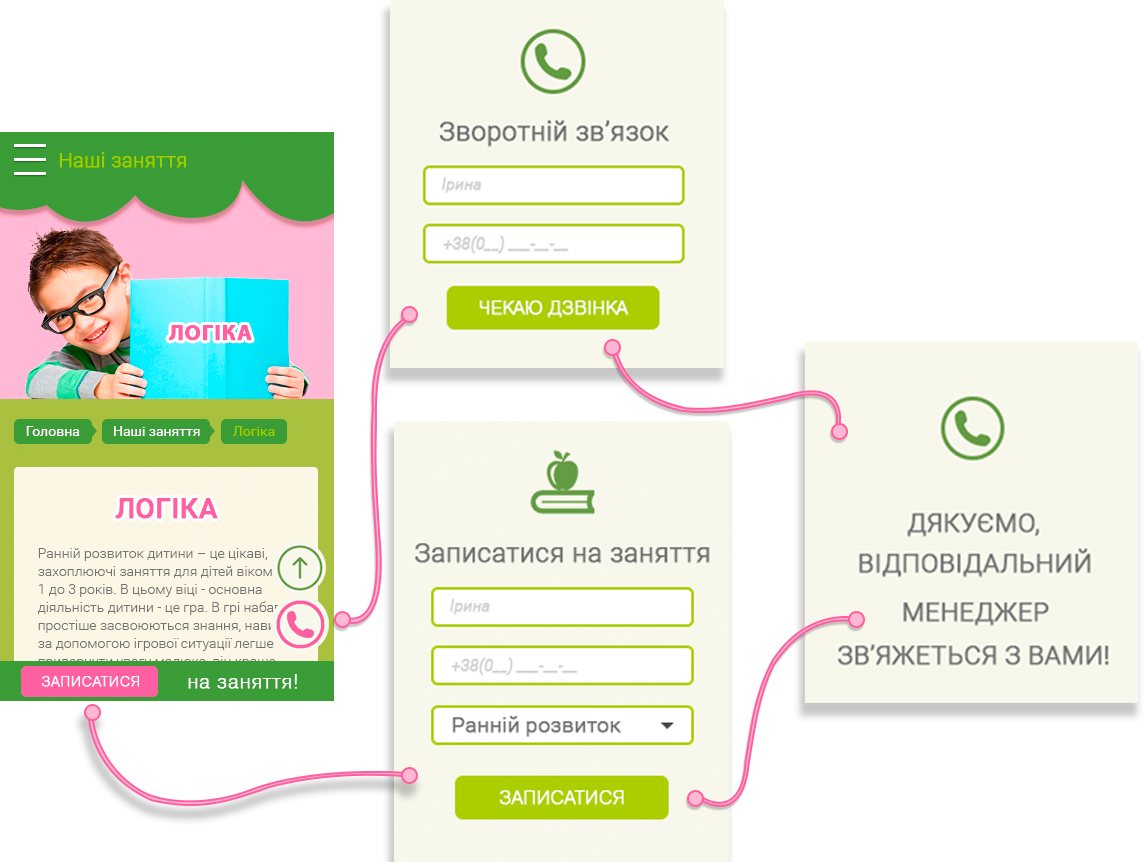 Наші заняття
ЛОГІКА
Головна
Наші заняття
Логіка
ЛОГІКА
Ранній розвиток дитини – це цікаві,
захоплюючі заняття для дітей віком
1 до 3 років. В цьому віці - основна
діяльність дитини - це гра. В грі
простіше засвоюються знання,
за допомогою ігрової ситуації легше
ЗАПИСАТИСЯ
на заняття!
Зворотній зв’язок
Ірина
+38(0__) ___-__-__
ЧЕКАЮ ДЗВІНКА
Записатися на заняття
Ірина
+38(0__) ___-__-__
Ранній розвиток
ЗАПИСАТИСЯ
ДЯКУЄМО,
ВІДПОВІДАЛЬНИЙ
МЕНЕДЖЕР
ЗВ’ЯЖЕТЬСЯ З ВАМИ!